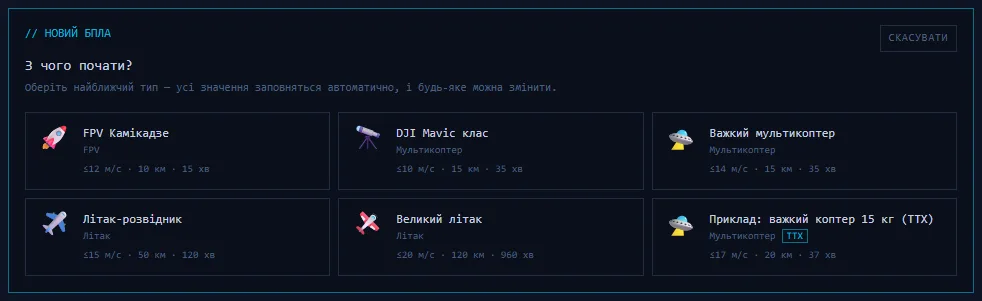 // НОВИЙ БПЛА
СКАСУВАТИ
З чого почати?
Оберіть найближчий тип — усі значення заповняться автоматично, і будь-яке можна змінити.
FPV Камікадзе
FPV
≤12 м/с · 10 км · 15 хв
DJI Mavic клас
Мультикоптер
≤10 м/с · 15 км · 35 хв
Важкий мультикоптер
Мультикоптер
≤14 м/с · 15 км · 35 хв
Літак-розвідник
Літак
≤15 м/с · 50 км · 120 хв
Великий літак
Літак
≤20 м/с · 120 км · 960 хв
Приклад: важкий коптер 15 кг (ТТХ)
Мультикоптер ТТХ
≤17 м/с · 20 км · 37 хв